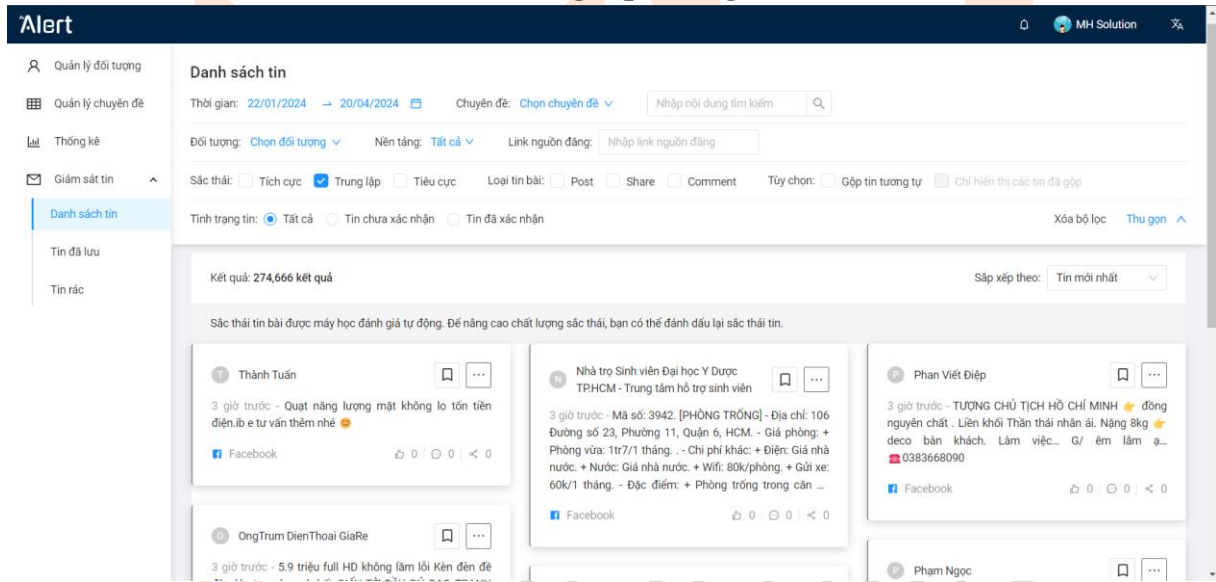 Alert
MH Solution
Quản lý đối tượng
Quản lý chuyên đề
Thống kê
Giám sát tin
Danh sách tin
Tin đã lưu
Tin rác
Danh sách tin
Thời gian: 22/01/2024 → 20/04/2024 Chuyên đề: Chọn chuyên đề Nhập nội dung tìm kiếm
Đối tượng: Chọn đối tượng Nền tảng: Tất cả Link nguồn đăng: Nhập link nguồn đăng
Sắc thái: Tích cực Trung lập Tiêu cực Loại tin bài: Post Share Comment Tùy chọn: Gộp tin tương tự Chỉ hiển thị các tin đã gộp
Tình trạng tin: Tất cả Tin chưa xác nhận Tin đã xác nhận Xóa bộ lọc Thu gọn
Kết quả: 274,666 kết quả Sắp xếp theo: Tin mới nhất
Sắc thái tin bài được máy học đánh giá tự động. Để nâng cao chất lượng sắc thái, bạn có thể đánh dấu lại sắc thái tin.
T Thành Tuấn
3 giờ trước - Quạt năng lượng mặt không lo tốn tiền
điện.ib e tư vấn thêm nhé 😊
Facebook 0 0 0
N Nhà trọ Sinh viên Đại học Y Dược
TP.HCM - Trung tâm hỗ trợ sinh viên
3 giờ trước - Mã số: 3942. [PHÒNG TRỐNG] - Địa chỉ: 106
Đường số 23, Phường 11, Quận 6, HCM. - Giá phòng: +
Phòng vừa: 1tr7/1 tháng. . - Chi phí khác: + Điện: Giá nhà
nước. + Nước: Giá nhà nước. + Wifi: 80k/phòng. + Gửi xe:
60k/1 tháng. - Đặc điểm: + Phòng trống trong căn ...
Facebook 0 0 0
P Phan Viết Điệp
3 giờ trước - TƯỢNG CHỦ TỊCH HỒ CHÍ MINH 👉 đồng
nguyên chất . Liền khối Thần thái nhân ái. Nặng 8kg 👉
deco bàn khách. Làm việc... G/ êm lắm ạ...
☎️0383668090
Facebook 0 0 0
O OngTrum DienThoai GiaRe
3 giờ trước - 5.9 triệu full HD không lầm lỗi Kèn đèn đề
P Phạm Ngọc